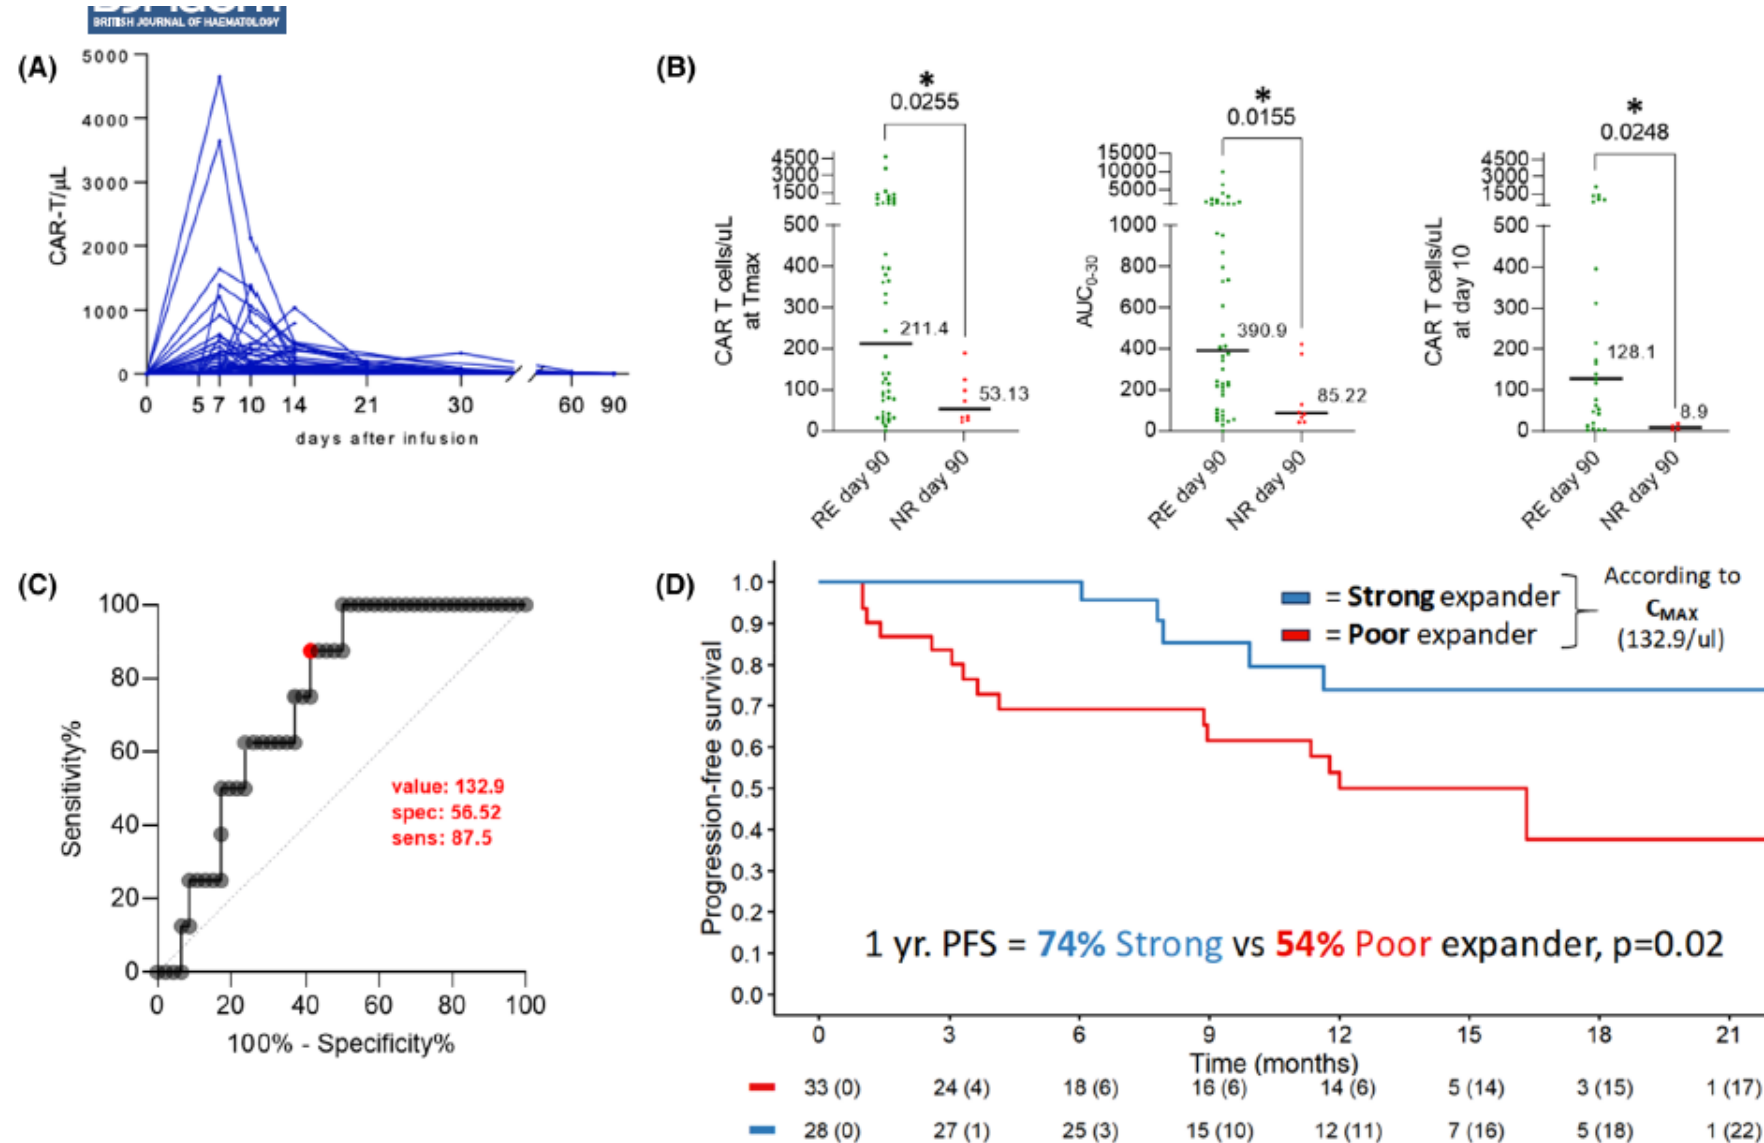 BRITISH JOURNAL OF HAEMATOLOGY
(A)
CAR-T/µL
5000
4000
3000
2000
1000
0
0 5 7 10 14 21 30 60 90
days after infusion
(B)
*
0.0255
CAR T cells/uL
at Tmax
4500
3000
1500
500
400
300
200
100
0
211.4
53.13
RE day 90
NR day 90
*
0.0155
AUC0-30
15000
10000
5000
1000
800
600
400
200
0
390.9
85.22
RE day 90
NR day 90
*
0.0248
CAR T cells/uL
at day 10
4500
3000
1500
500
400
300
200
100
0
128.1
8.9
RE day 90
NR day 90
(C)
Sensitivity%
100
80
60
40
20
0
value: 132.9
spec: 56.52
sens: 87.5
0 20 40 60 80 100
100% - Specificity%
(D)
Progression-free survival
1.0
0.9
0.8
0.7
0.6
0.5
0.4
0.3
0.2
0.1
0.0
= Strong expander
= Poor expander
According to
CMAX
(132.9/ul)
1 yr. PFS = 74% Strong vs 54% Poor expander, p=0.02
0 3 6 9 12 15 18 21
Time (months)
33 (0) 24 (4) 18 (6) 16 (6) 14 (6) 5 (14) 3 (15) 1 (17)
28 (0) 27 (1) 25 (3) 15 (10) 12 (11) 7 (16) 5 (18) 1 (22)